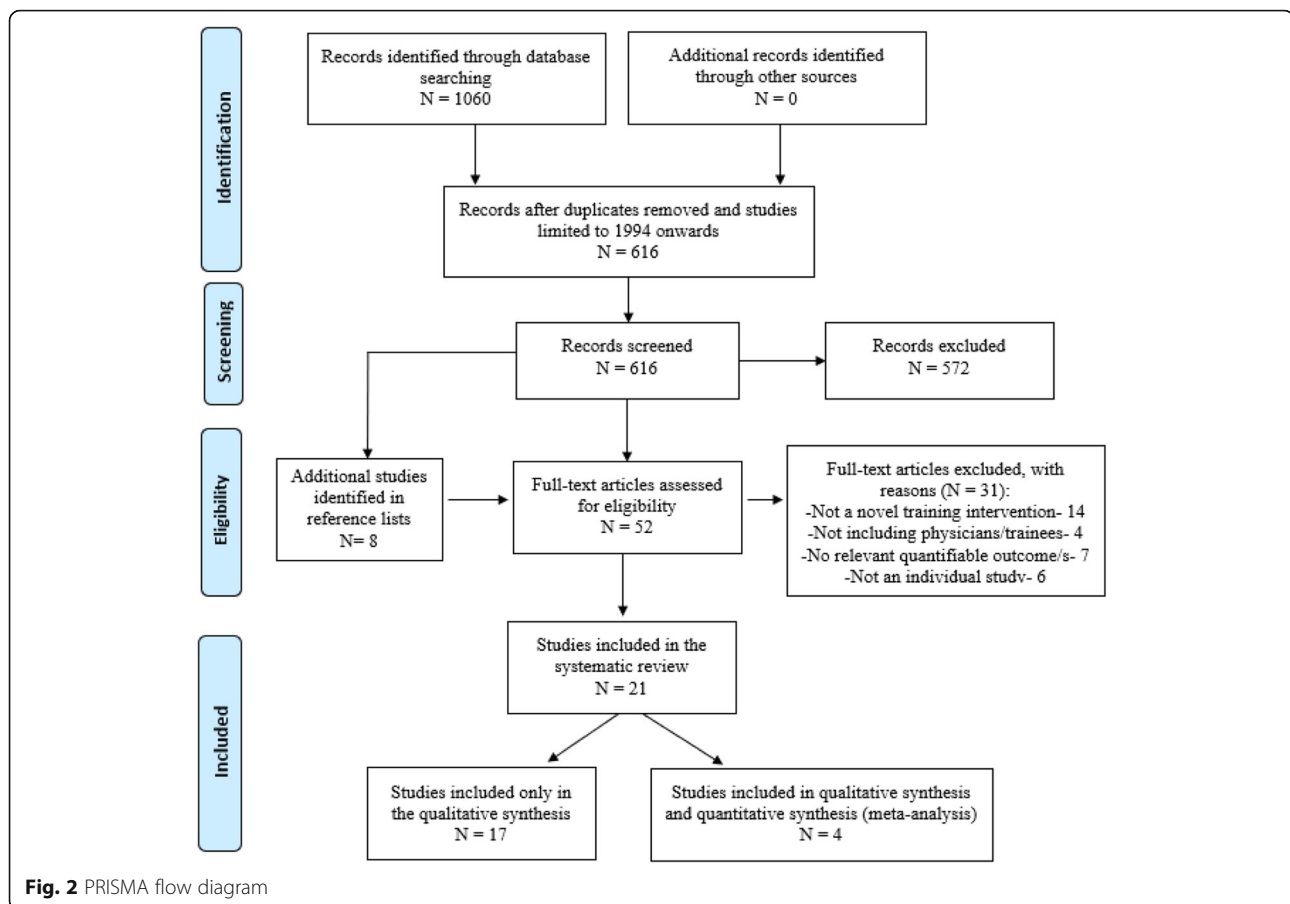 Identification
Records identified through database
searching
N = 1060
Additional records identified
through other sources
N = 0
Records after duplicates removed and studies
limited to 1994 onwards
N = 616
Screening
Records screened
N = 616
Records excluded
N = 572
Eligibility
Additional studies
identified in
reference lists
N= 8
Full-text articles assessed
for eligibility
N = 52
Full-text articles excluded, with
reasons (N = 31):
-Not a novel training intervention- 14
-Not including physicians/trainees- 4
-No relevant quantifiable outcome/s- 7
-Not an individual study- 6
Included
Studies included in the
systematic review
N = 21
Studies included only in
the qualitative synthesis
N = 17
Studies included in qualitative synthesis
and quantitative synthesis (meta-analysis)
N = 4
Fig. 2 PRISMA flow diagram